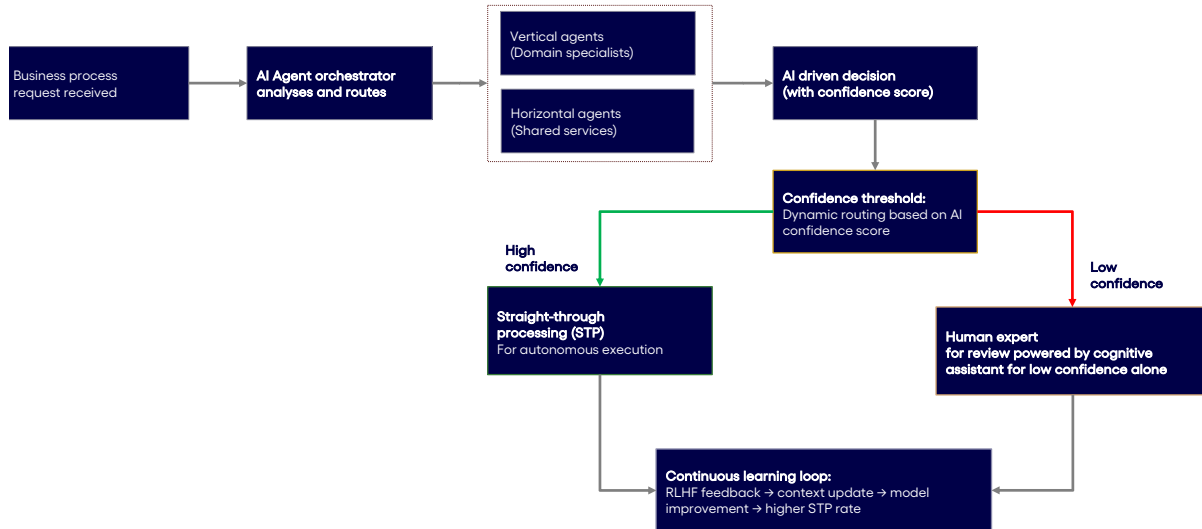 Business process
request received
AI Agent orchestrator
analyses and routes
Vertical agents
(Domain specialists)
Horizontal agents
(Shared services)
AI driven decision
(with confidence score)
Confidence threshold:
Dynamic routing based on AI
confidence score
High
confidence
Low
confidence
Straight-through
processing (STP)
For autonomous execution
Human expert
for review powered by cognitive
assistant for low confidence alone
Continuous learning loop:
RLHF feedback → context update → model
improvement → higher STP rate